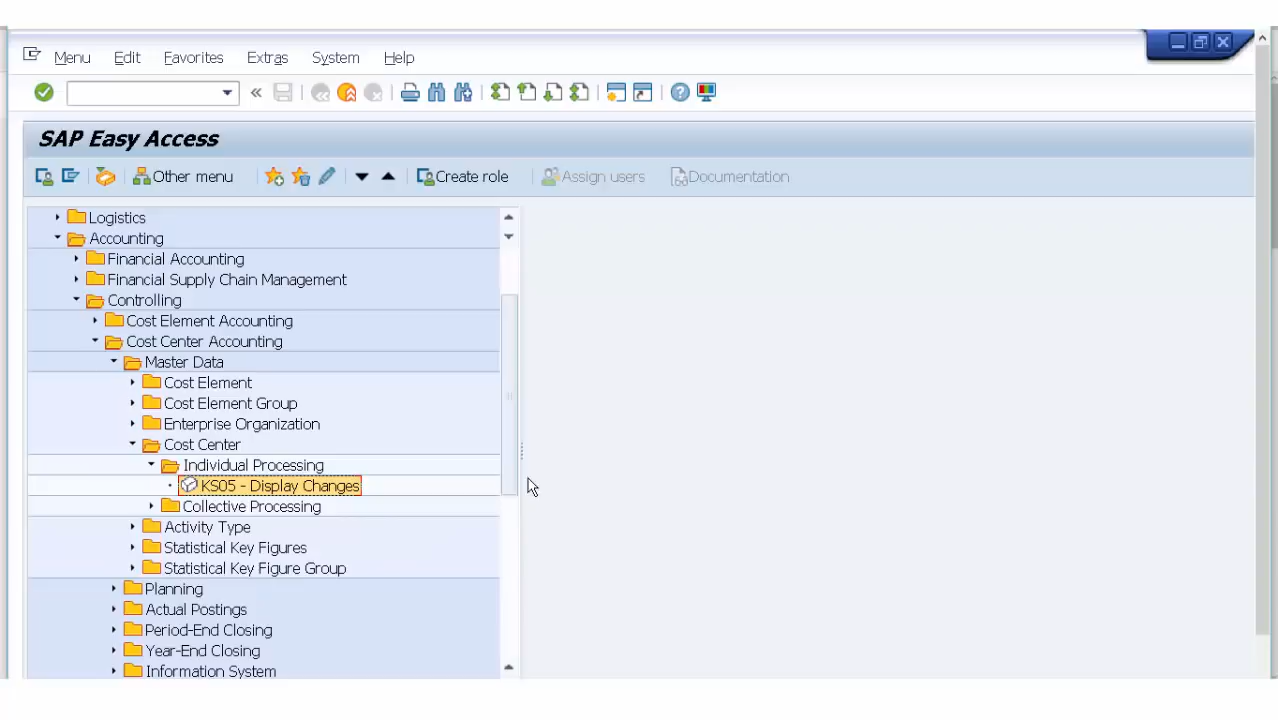 Menu Edit Favorites Extras System Help
SAP Easy Access
Other menu Create role Assign users Documentation
Logistics
Accounting
Financial Accounting
Financial Supply Chain Management
Controlling
Cost Element Accounting
Cost Center Accounting
Master Data
Cost Element
Cost Element Group
Enterprise Organization
Cost Center
Individual Processing
KS05 - Display Changes
Collective Processing
Activity Type
Statistical Key Figures
Statistical Key Figure Group
Planning
Actual Postings
Period-End Closing
Year-End Closing
Information System